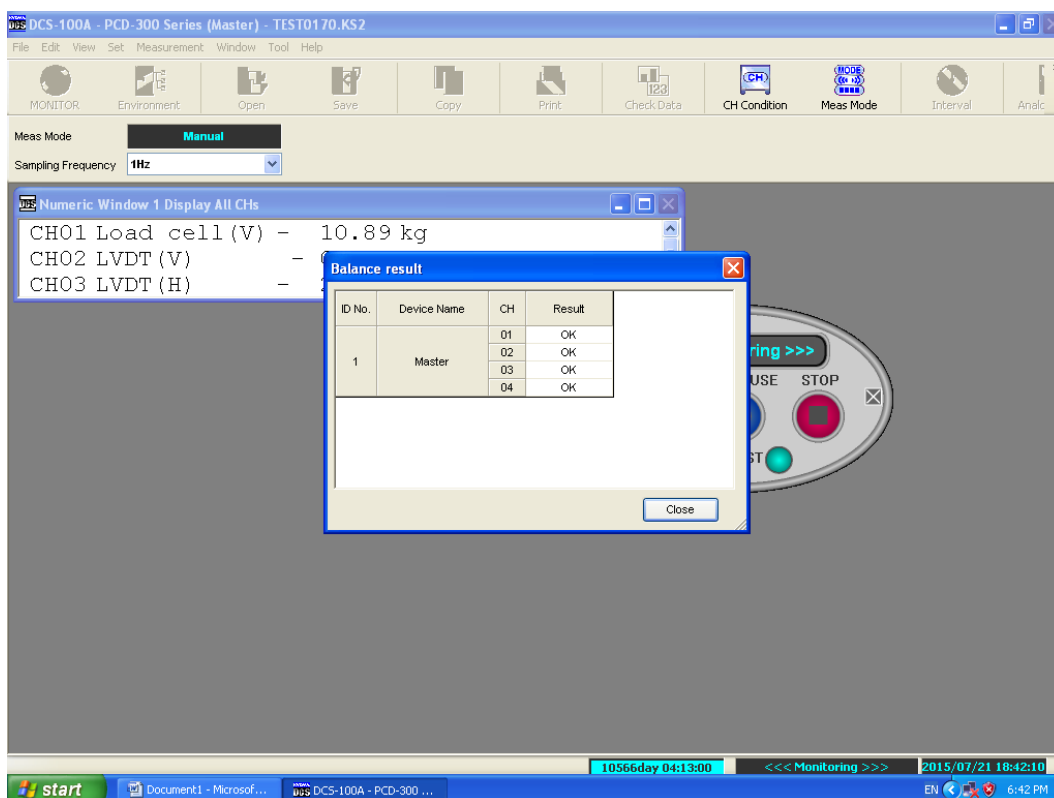 DCS-100A - PCD-300 Series (Master) - TEST0170.KS2
File Edit View Set Measurement Window Tool Help
MONITOR Environment Open Save Copy Print Check Data CH Condition Meas Mode Interval
Meas Mode Manual
Sampling Frequency 1Hz
Numeric Window 1 Display All CHs
CH01 Load cell(V) - 10.89 kg
CH02 LVDT(V) -
CH03 LVDT(H) -
Balance result
ID No. Device Name CH Result
1 Master 01 OK
02 OK
03 OK
04 OK
Close
ring >>>
USE STOP
ST
10566day 04:13:00 <<< Monitoring >>> 2015/07/21 18:42:10
start Document1 - Microsof... DCS-100A - PCD-300 ... EN 6:42 PM